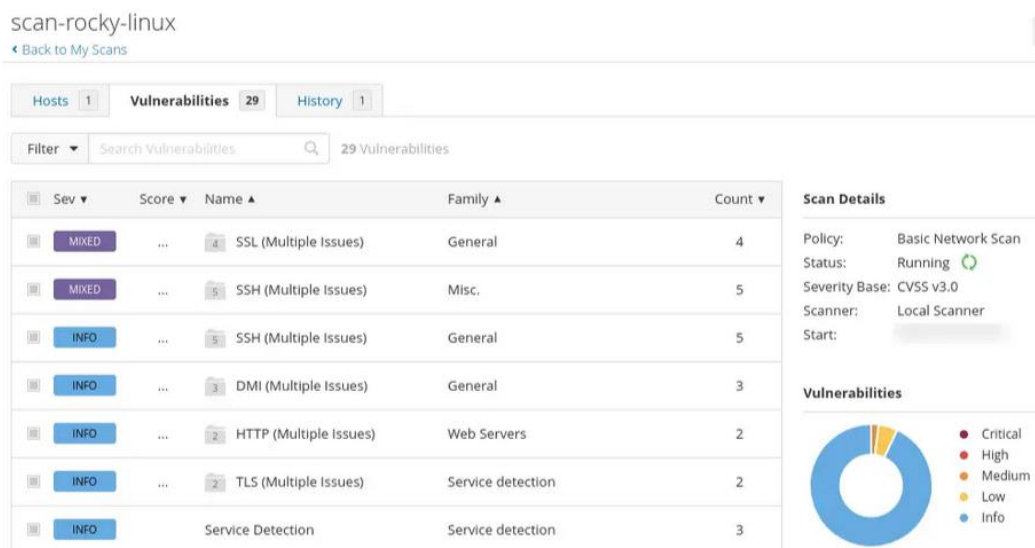 scan-rocky-linux
Back to My Scans
Hosts 1 Vulnerabilities 29 History 1
Filter Search Vulnerabilities 29 Vulnerabilities
Sev Score Name Family Count
MIXED ... 4 SSL (Multiple Issues) General 4
MIXED ... 5 SSH (Multiple Issues) Misc. 5
INFO ... 5 SSH (Multiple Issues) General 5
INFO ... 3 DMI (Multiple Issues) General 3
INFO ... 2 HTTP (Multiple Issues) Web Servers 2
INFO ... 2 TLS (Multiple Issues) Service detection 2
INFO Service Detection Service detection 3
Scan Details
Policy: Basic Network Scan
Status: Running
Severity Base: CVSS v3.0
Scanner: Local Scanner
Start:
Vulnerabilities
Critical
High
Medium
Low
Info